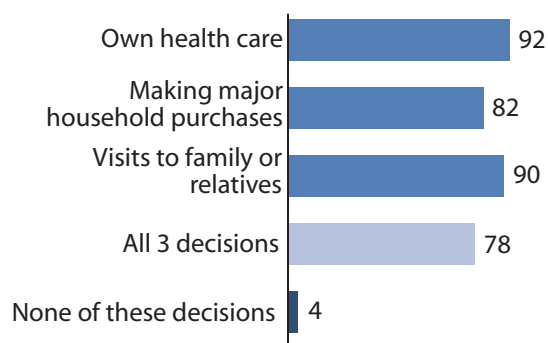 Own health care 92
Making major
household purchases 82
Visits to family or
relatives 90
All 3 decisions 78
None of these decisions 4